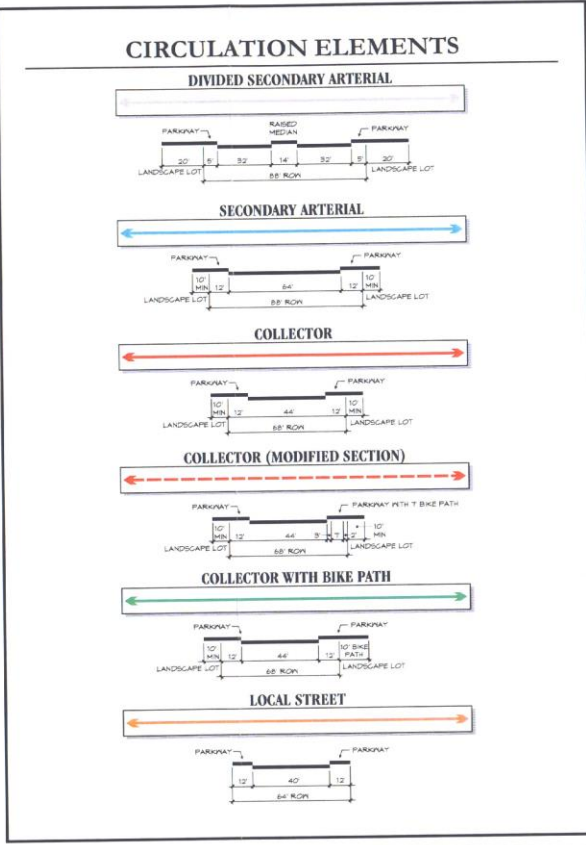 CIRCULATION ELEMENTS
DIVIDED SECONDARY ARTERIAL
PARKWAY
RAISED
MEDIAN
PARKWAY
20' 5' 32' 14' 32' 5' 20'
LANDSCAPE LOT
88' ROW
LANDSCAPE LOT
SECONDARY ARTERIAL
PARKWAY
PARKWAY
10'
MIN
12' 64' 12'
10'
MIN
LANDSCAPE LOT
88' ROW
LANDSCAPE LOT
COLLECTOR
PARKWAY
PARKWAY
10'
MIN
12' 44' 12'
10'
MIN
LANDSCAPE LOT
68' ROW
LANDSCAPE LOT
COLLECTOR (MODIFIED SECTION)
PARKWAY
PARKWAY WITH 7' BIKE PATH
10'
MIN
12' 44' 3' 7' 2'
10'
MIN
LANDSCAPE LOT
68' ROW
LANDSCAPE LOT
COLLECTOR WITH BIKE PATH
PARKWAY
PARKWAY
10'
MIN
12' 44' 12'
10' BIKE
PATH
LANDSCAPE LOT
68' ROW
LANDSCAPE LOT
LOCAL STREET
PARKWAY
PARKWAY
12' 40' 12'
64' ROW